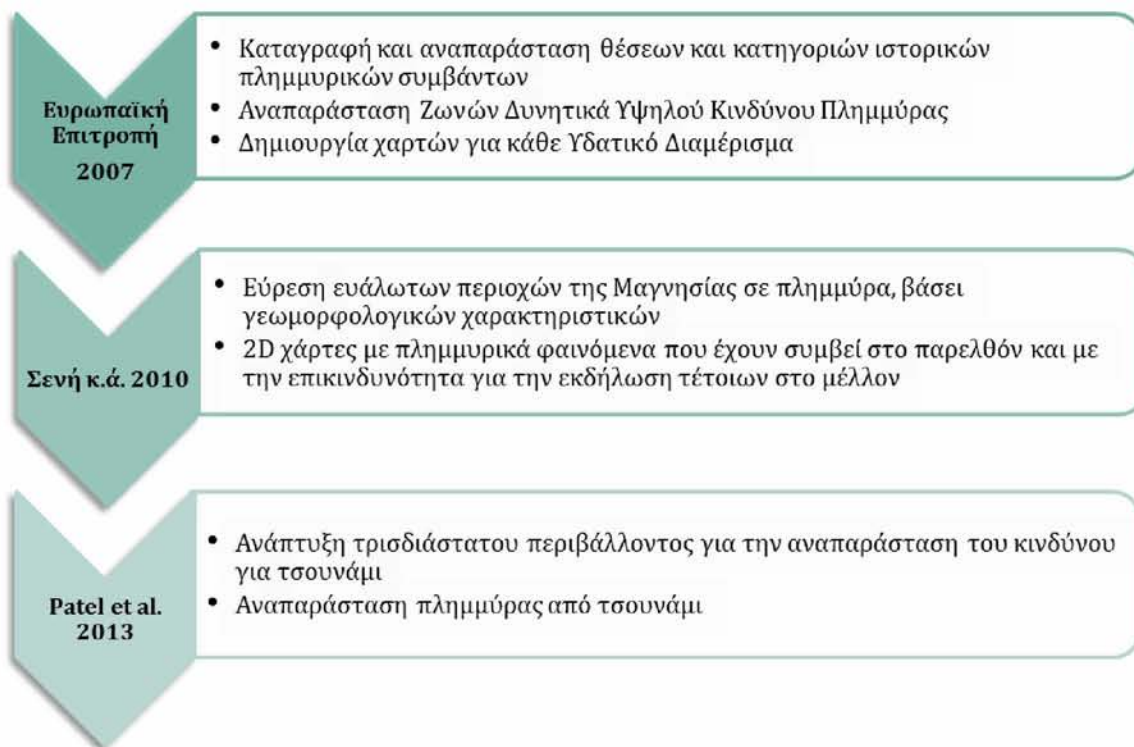 Ευρωπαϊκή
Επιτροπή
2007
• Καταγραφή και αναπαράσταση θέσεων και κατηγοριών ιστορικών
πλημμυρικών συμβάντων
• Αναπαράσταση Ζωνών Δυνητικά Υψηλού Κινδύνου Πλημμύρας
• Δημιουργία χαρτών για κάθε Υδατικό Διαμέρισμα
Σενή κ.ά. 2010
• Εύρεση ευάλωτων περιοχών της Μαγνησίας σε πλημμύρα, βάσει
γεωμορφολογικών χαρακτηριστικών
• 2D χάρτες με πλημμυρικά φαινόμενα που έχουν συμβεί στο παρελθόν και με
την επικινδυνότητα για την εκδήλωση τέτοιων στο μέλλον
Patel et al.
2013
• Ανάπτυξη τρισδιάστατου περιβάλλοντος για την αναπαράσταση του κινδύνου
για τσουνάμι
• Αναπαράσταση πλημμύρας από τσουνάμι